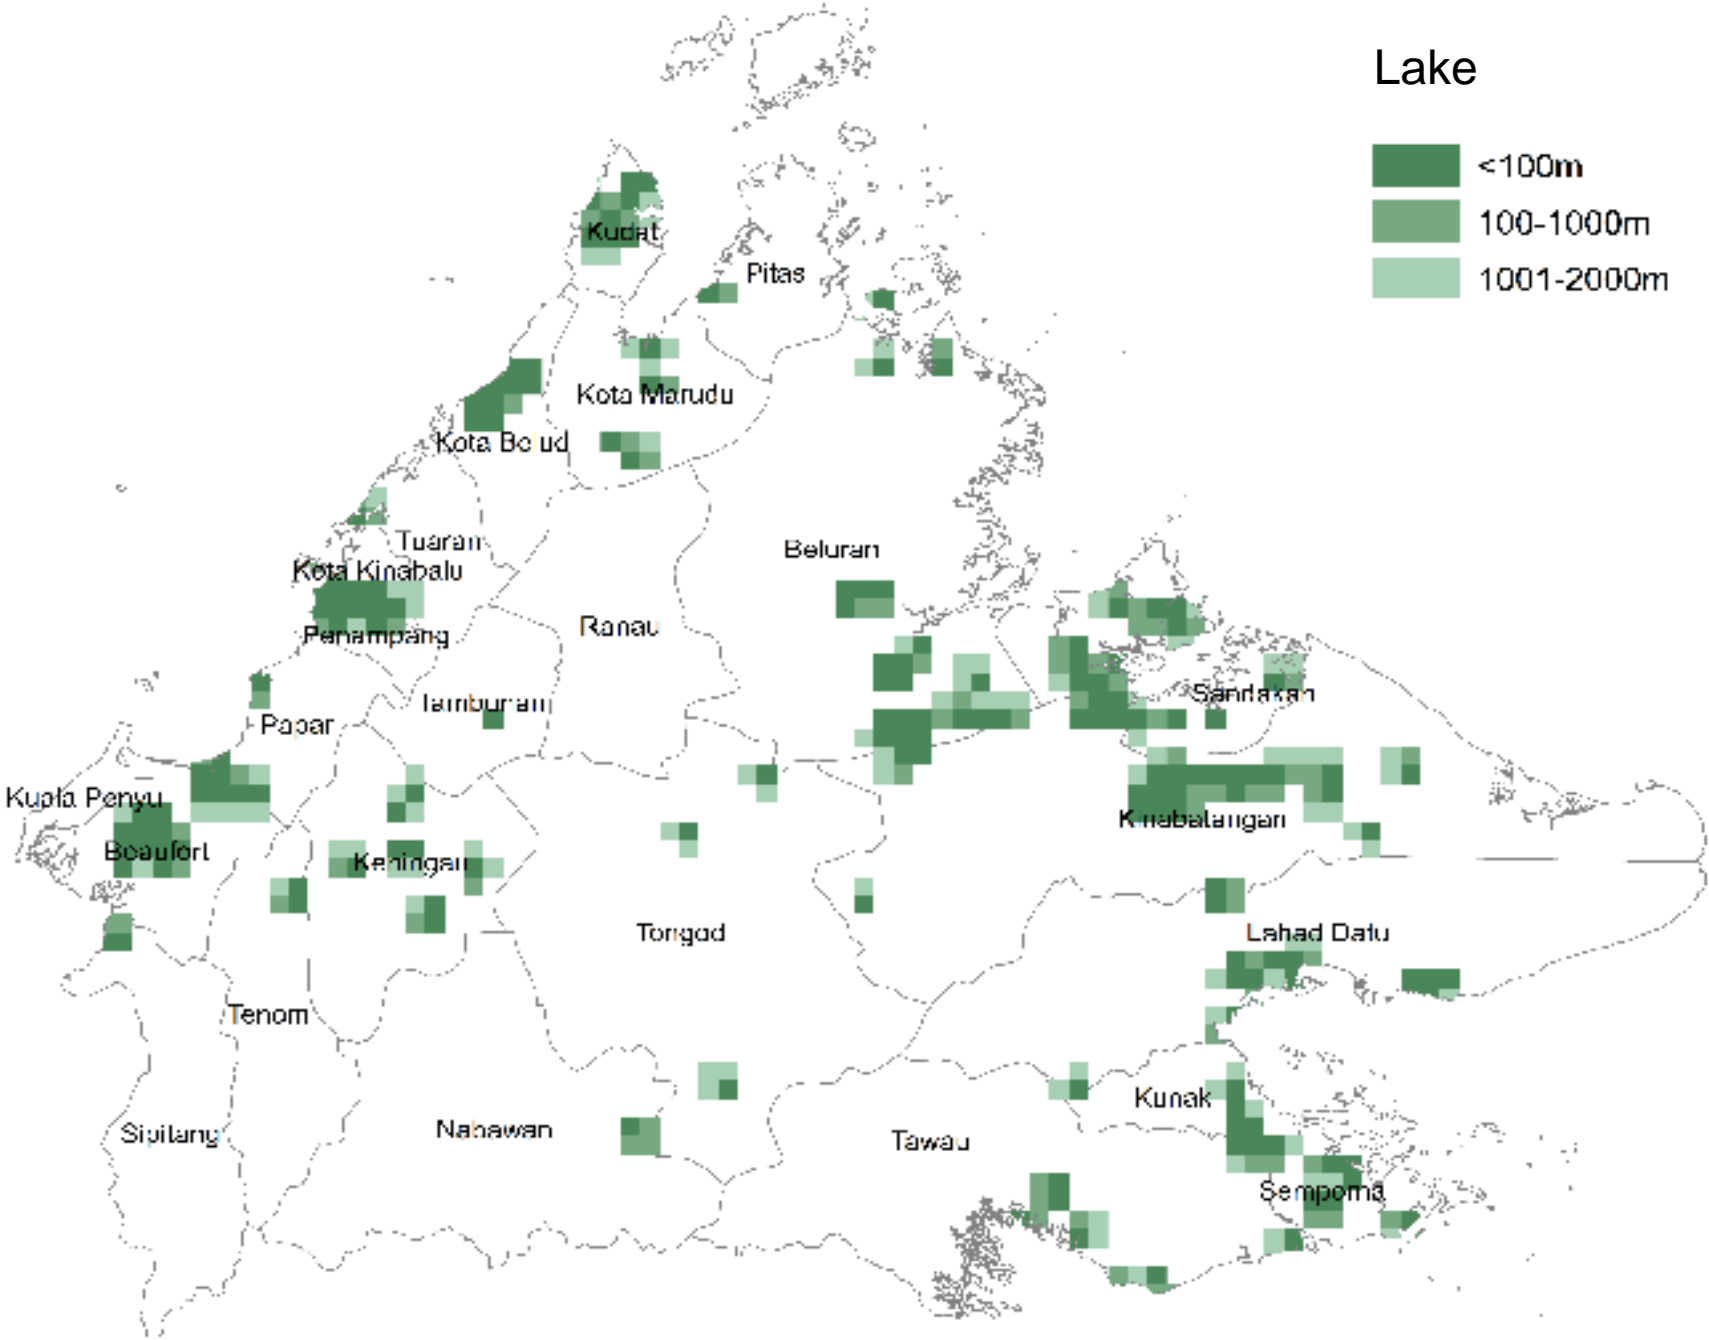 Lake
<100m
100-1000m
1001-2000m
Kudat
Pitas
Kota Marudu
Kota Belud
Tuaran
Kota Kinabalu
Beluran
Penampang
Ranau
Tambunan
Sandakan
Papar
Kuala Penyu
Kinabatangan
Beaufort
Keningau
Tongod
Lahad Datu
Tenom
Kunak
Sipitang
Nabawan
Tawau
Semporna